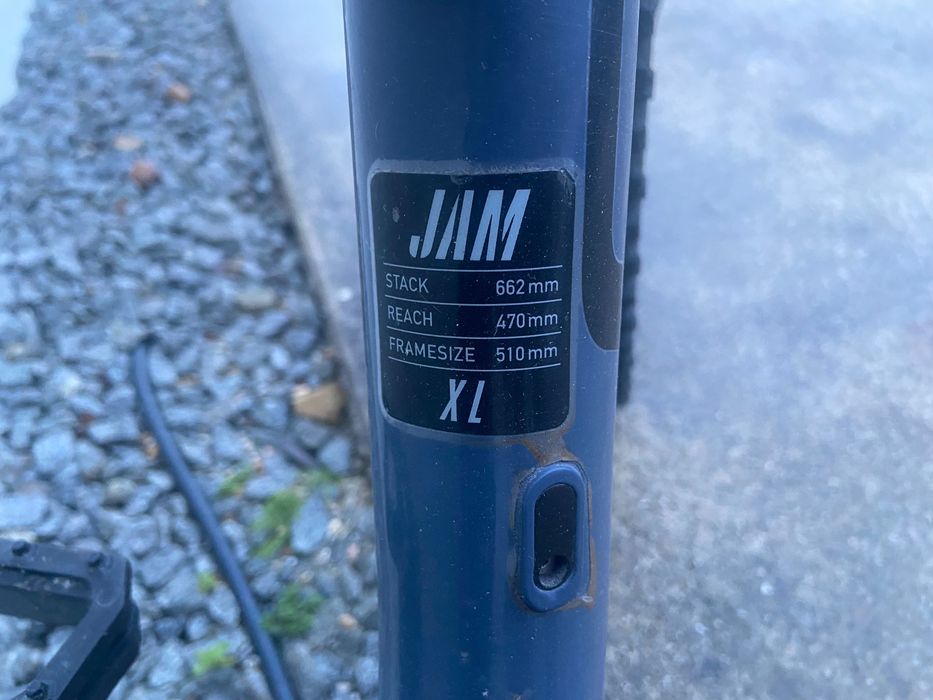 JAM
STACK 662 mm
REACH 470 mm
FRAMESIZE 510 mm
XL